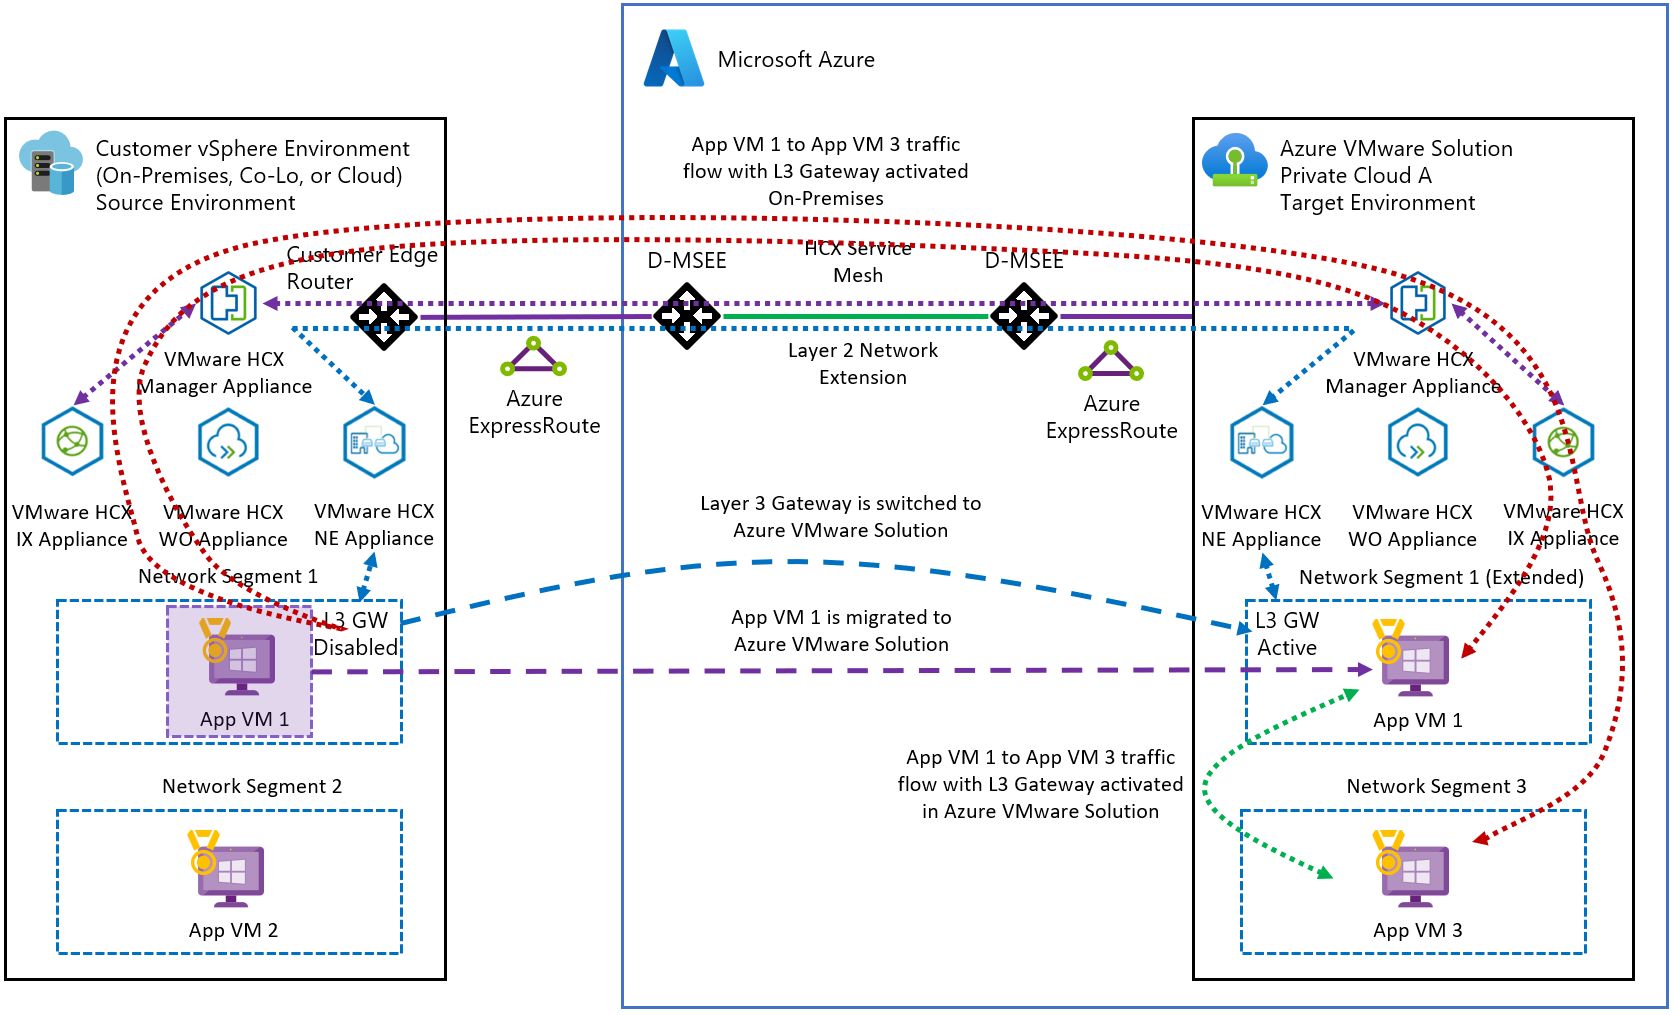 Microsoft Azure
Customer vSphere Environment
(On-Premises, Co-Lo, or Cloud)
Source Environment
App VM 1 to App VM 3 traffic
flow with L3 Gateway activated
On-Premises
Azure VMware Solution
Private Cloud A
Target Environment
Customer Edge
Router
D-MSEE
HCX Service
Mesh
D-MSEE
VMware HCX
Manager Appliance
Layer 2 Network
Extension
VMware HCX
Manager Appliance
Azure
ExpressRoute
Azure
ExpressRoute
VMware HCX
IX Appliance
VMware HCX
WO Appliance
VMware HCX
NE Appliance
Layer 3 Gateway is switched to
Azure VMware Solution
VMware HCX
NE Appliance
VMware HCX
WO Appliance
VMware HCX
IX Appliance
Network Segment 1
Network Segment 1 (Extended)
L3 GW
Disabled
App VM 1
App VM 1 is migrated to
Azure VMware Solution
L3 GW
Active
App VM 1
Network Segment 2
App VM 2
App VM 1 to App VM 3 traffic
flow with L3 Gateway activated
in Azure VMware Solution
Network Segment 3
App VM 3